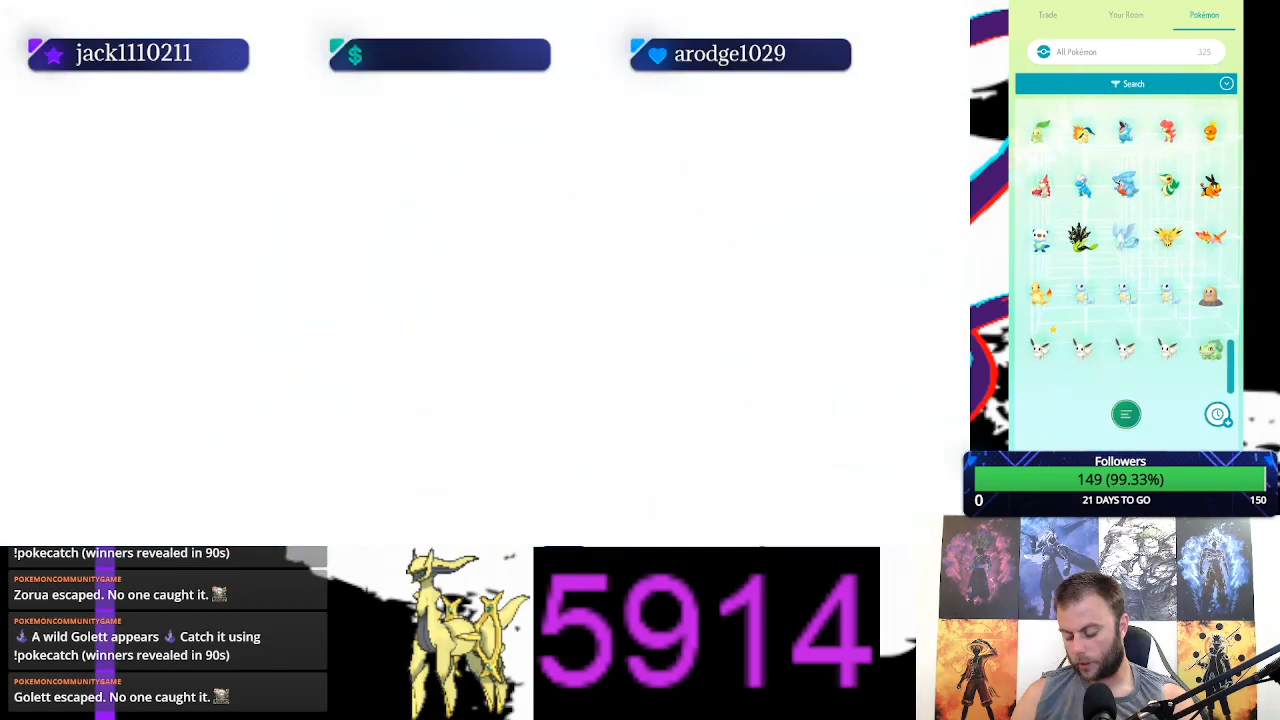 jack1110211
$
arodge1029
Trade
Your Room
Pokémon
All Pokémon
325
Search
Followers
149 (99.33%)
0
21 DAYS TO GO
150
!pokecatch (winners revealed in 90s)
POKEMONCOMMUNITYGAME
Zorua escaped. No one caught it.
POKEMONCOMMUNITYGAME
A wild Golett appears Catch it using
!pokecatch (winners revealed in 90s)
POKEMONCOMMUNITYGAME
Golett escaped. No one caught it.
5914